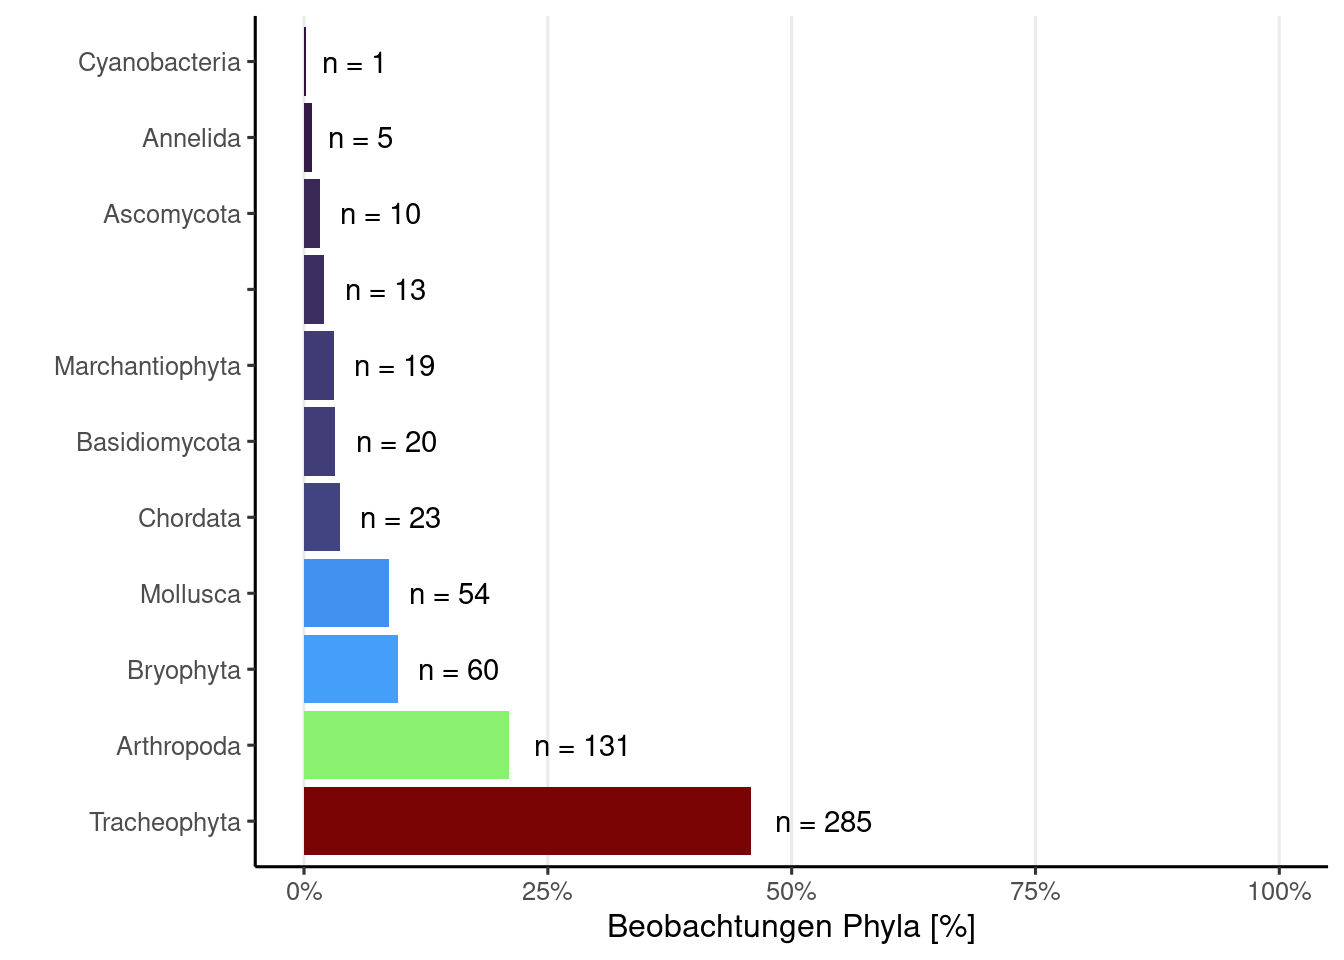 Cyanobacteria n = 1
Annelida n = 5
Ascomycota n = 10
n = 13
Marchantiophyta n = 19
Basidiomycota n = 20
Chordata n = 23
Mollusca n = 54
Bryophyta n = 60
Arthropoda n = 131
Tracheophyta n = 285
0% 25% 50% 75% 100%
Beobachtungen Phyla [%]